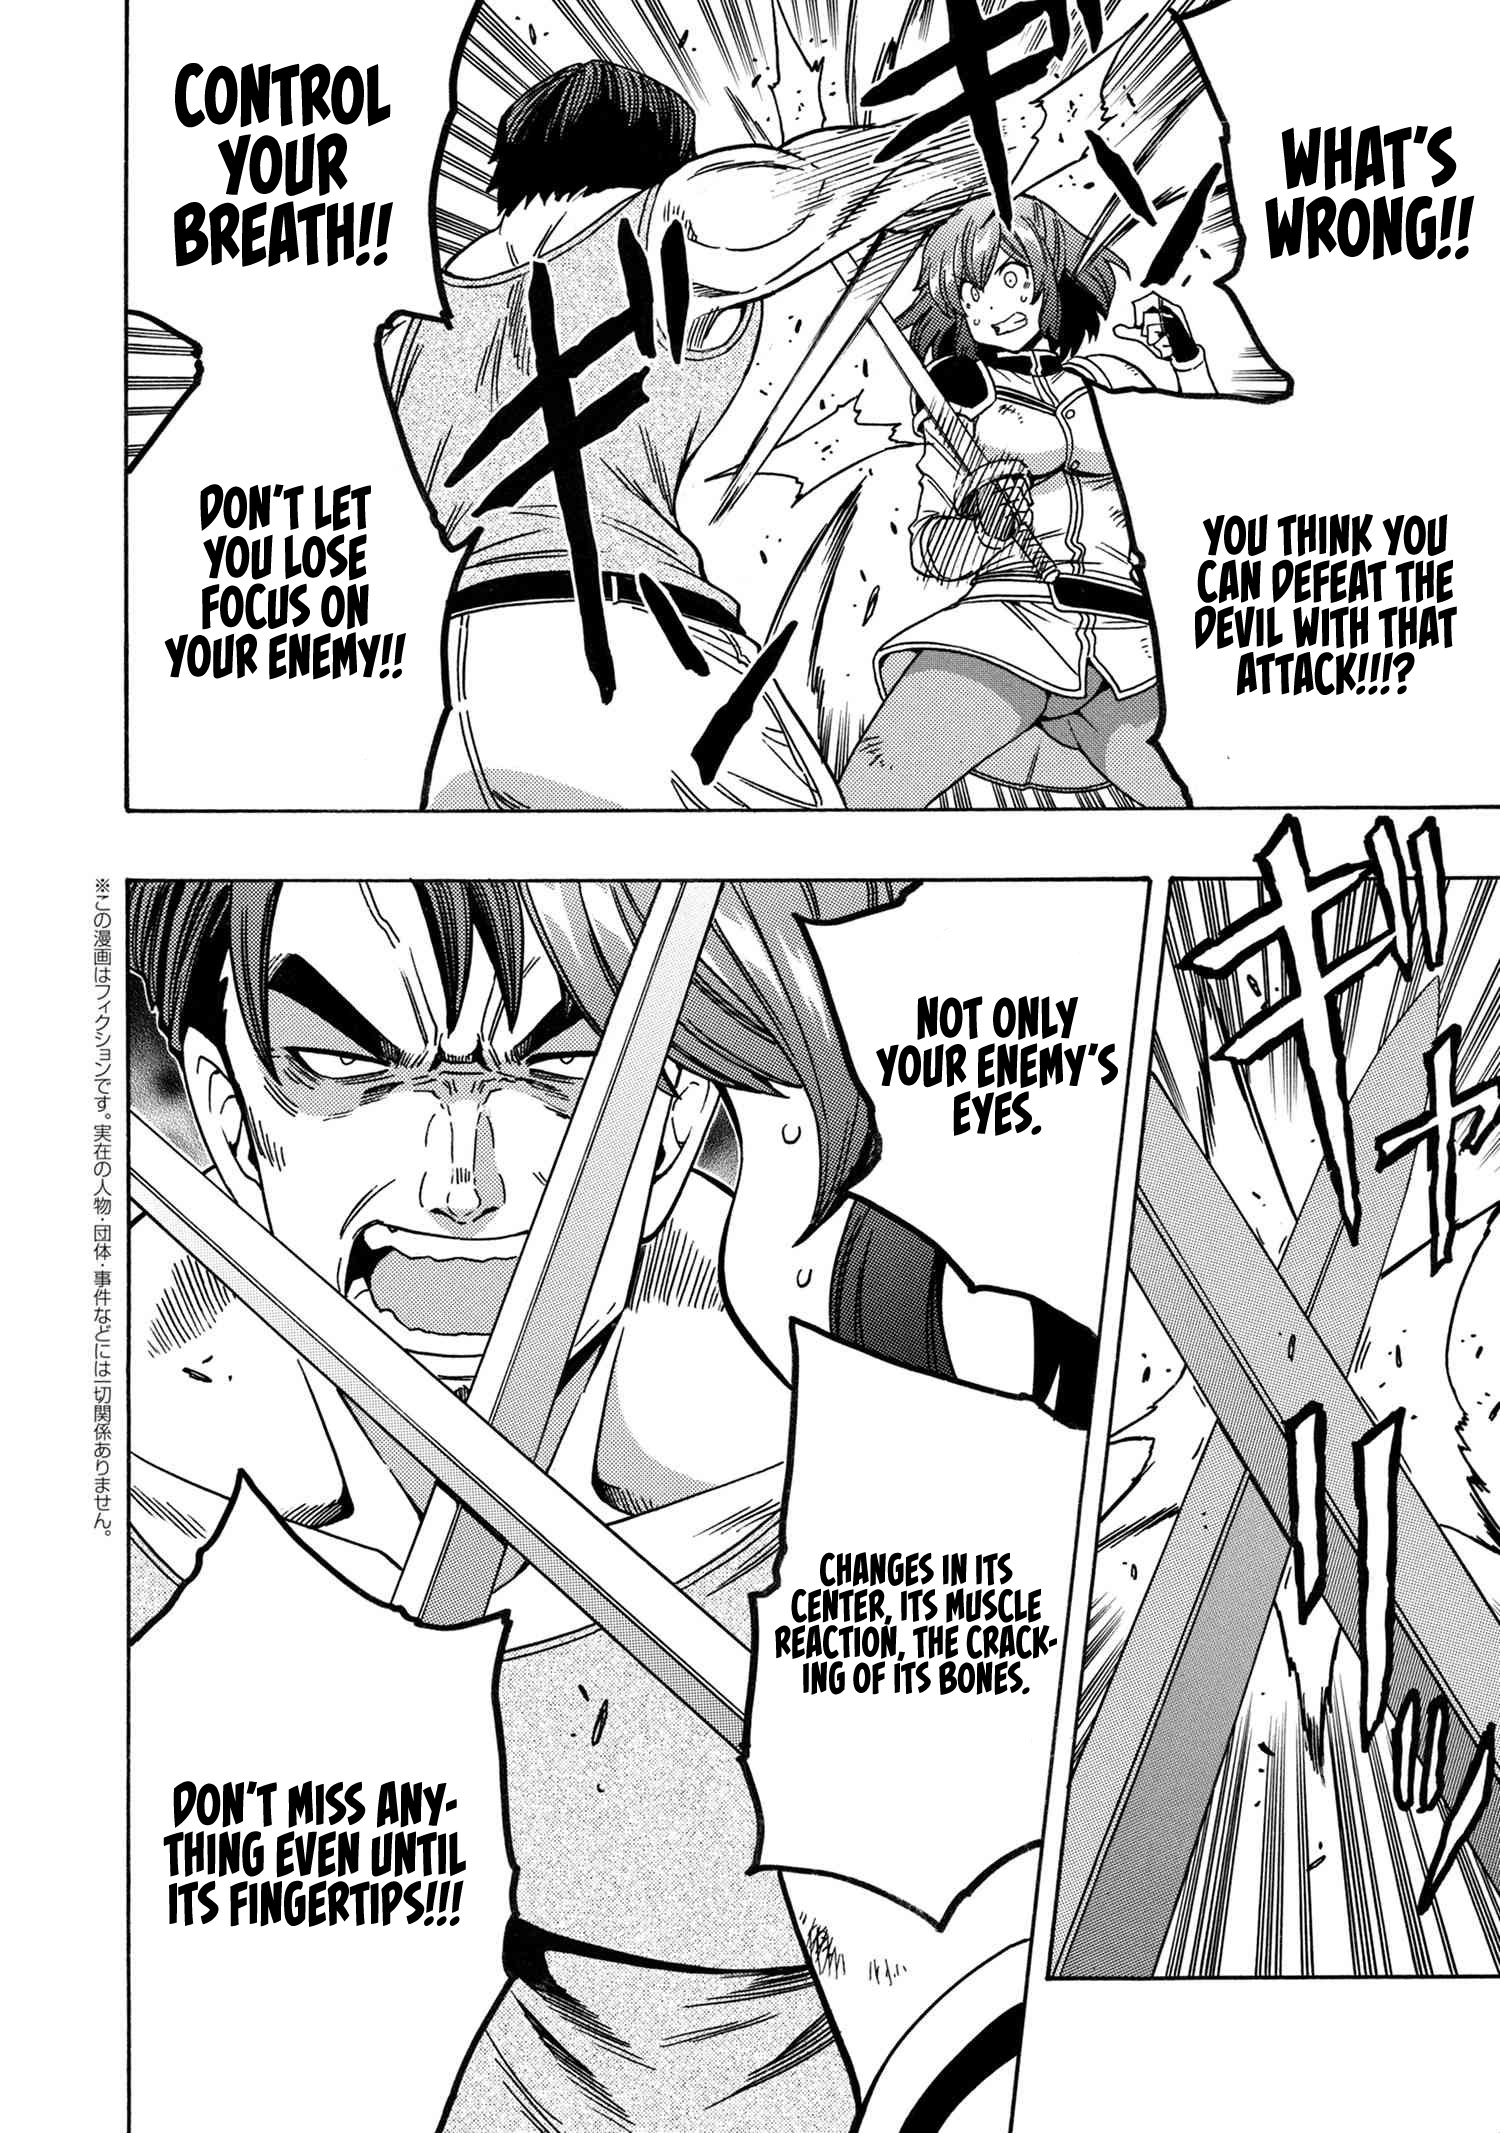 WHAT'S
WRONG!!
YOU THINK YOU
CAN DEFEAT THE
DEVIL WITH THAT
ATTACK!!!?
CONTROL
YOUR
BREATH!!
DON'T LET
YOU LOSE
FOCUS ON
YOUR ENEMY!!
NOT ONLY
YOUR ENEMY'S
EYES.
CHANGES IN ITS
CENTER, ITS MUSCLE
REACTION, THE CRACK-
ING OF ITS BONES.
DON'T MISS ANY-
THING EVEN UNTIL
ITS FINGERTIPS!!!
※この漫画はフィクションです。実在の人物・団体・事件などには一切関係ありません。